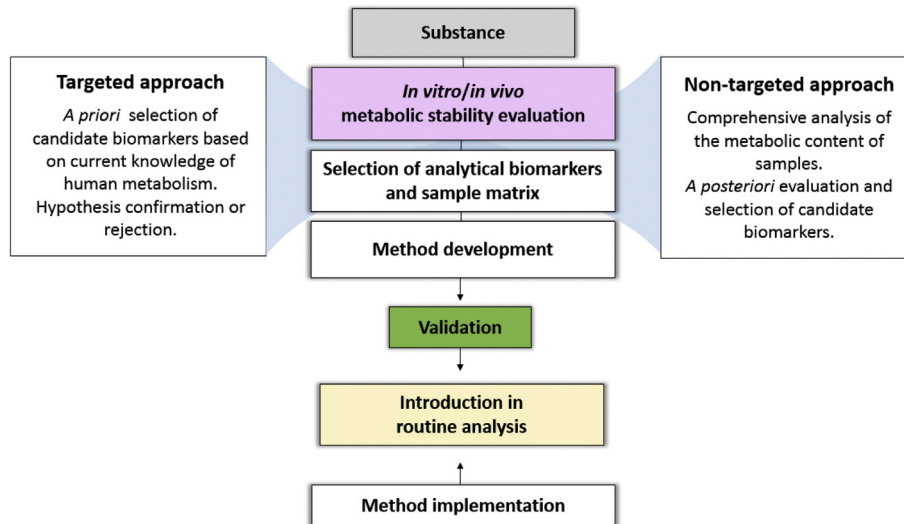 Substance
Targeted approach
A priori selection of
candidate biomarkers based
on current knowledge of
human metabolism.
Hypothesis confirmation or
rejection.
In vitro/in vivo
metabolic stability evaluation
Selection of analytical biomarkers
and sample matrix
Method development
Non-targeted approach
Comprehensive analysis of
the metabolic content of
samples.
A posteriori evaluation and
selection of candidate
biomarkers.
Validation
Introduction in
routine analysis
Method implementation